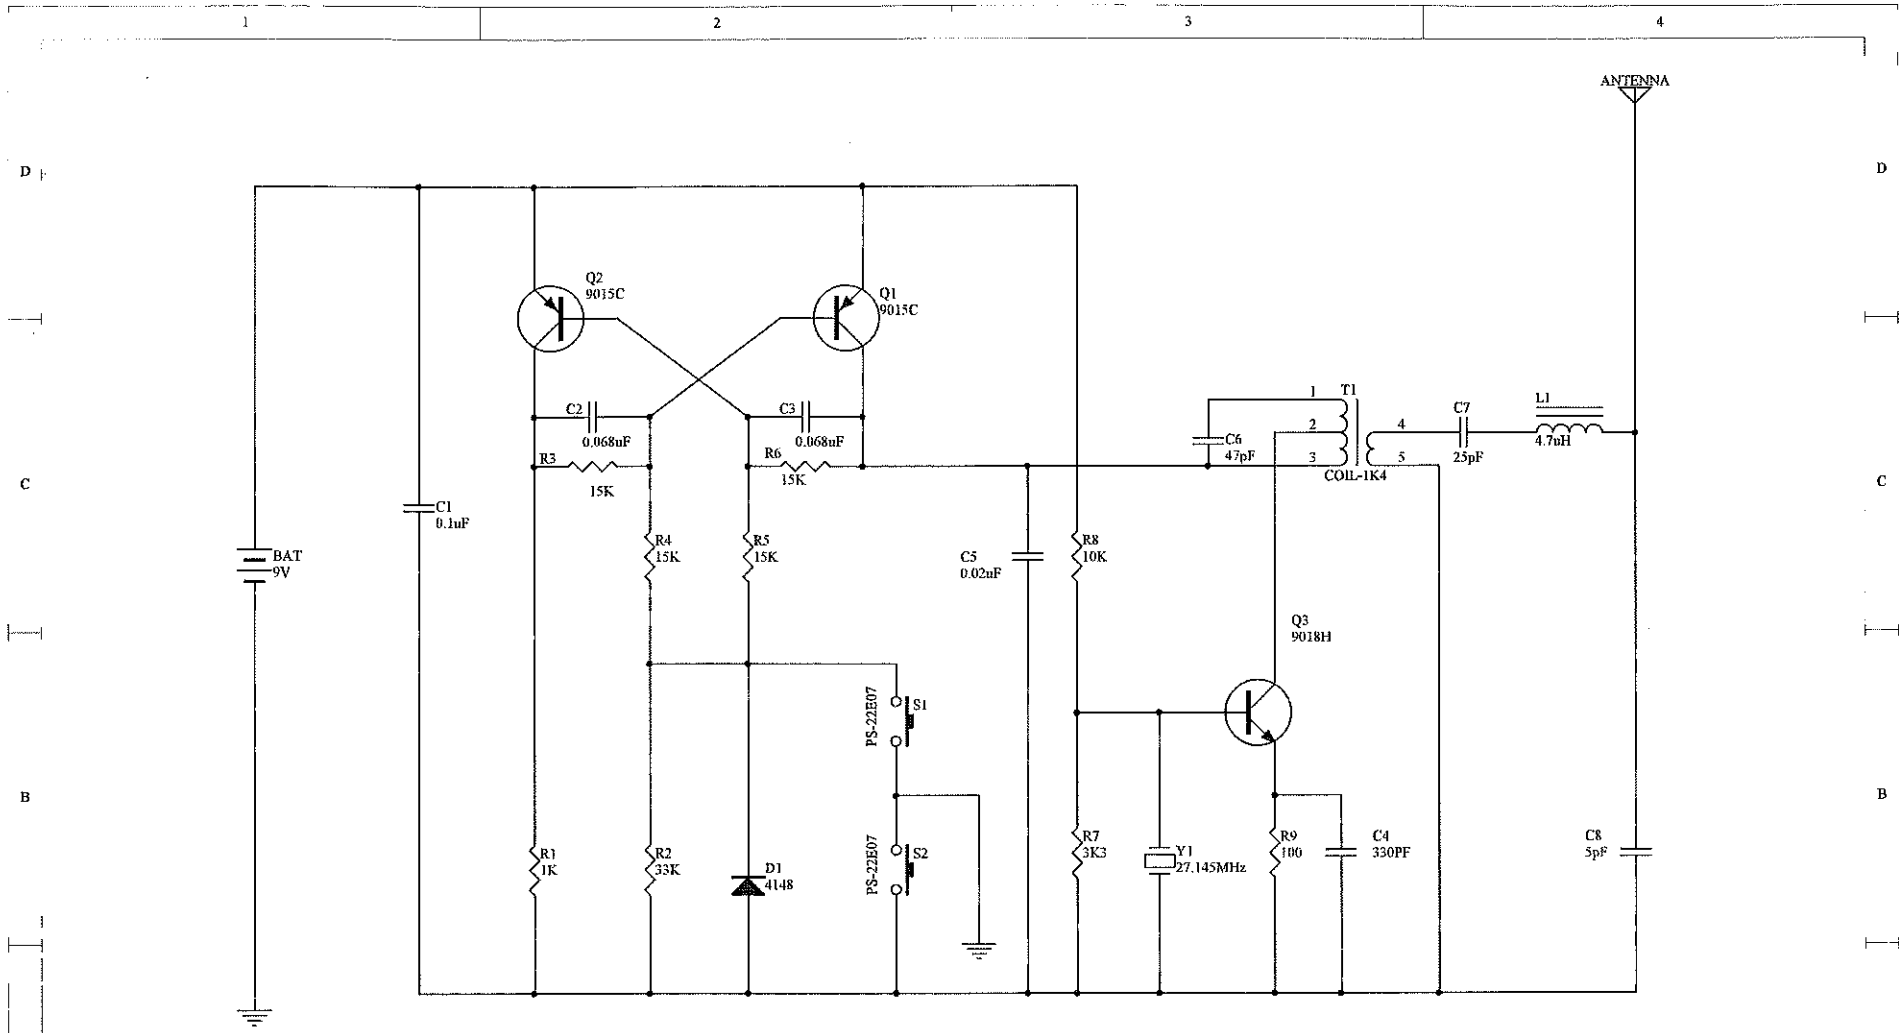 1 2 3 4
ANTENNA
D D
Q2
9015C
Q1
9015C
1 T1
2
3
4
5
COIL-1K4
C6
47pF
C7
25pF
L1
4.7uH
C2
0.068uF
C3
0.068uF
R3
15K
R6
15K
C C
C1
0.1uF
BAT
9V
R4
15K
R5
15K
C5
0.02uF
R8
10K
Q3
9018H
PS-22E07
S1
B B
R1
1K
R2
33K
D1
4148
PS-22E07
S2
R7
3K3
Y1
27.145MHz
R9
100
C4
330PF
C8
5pF